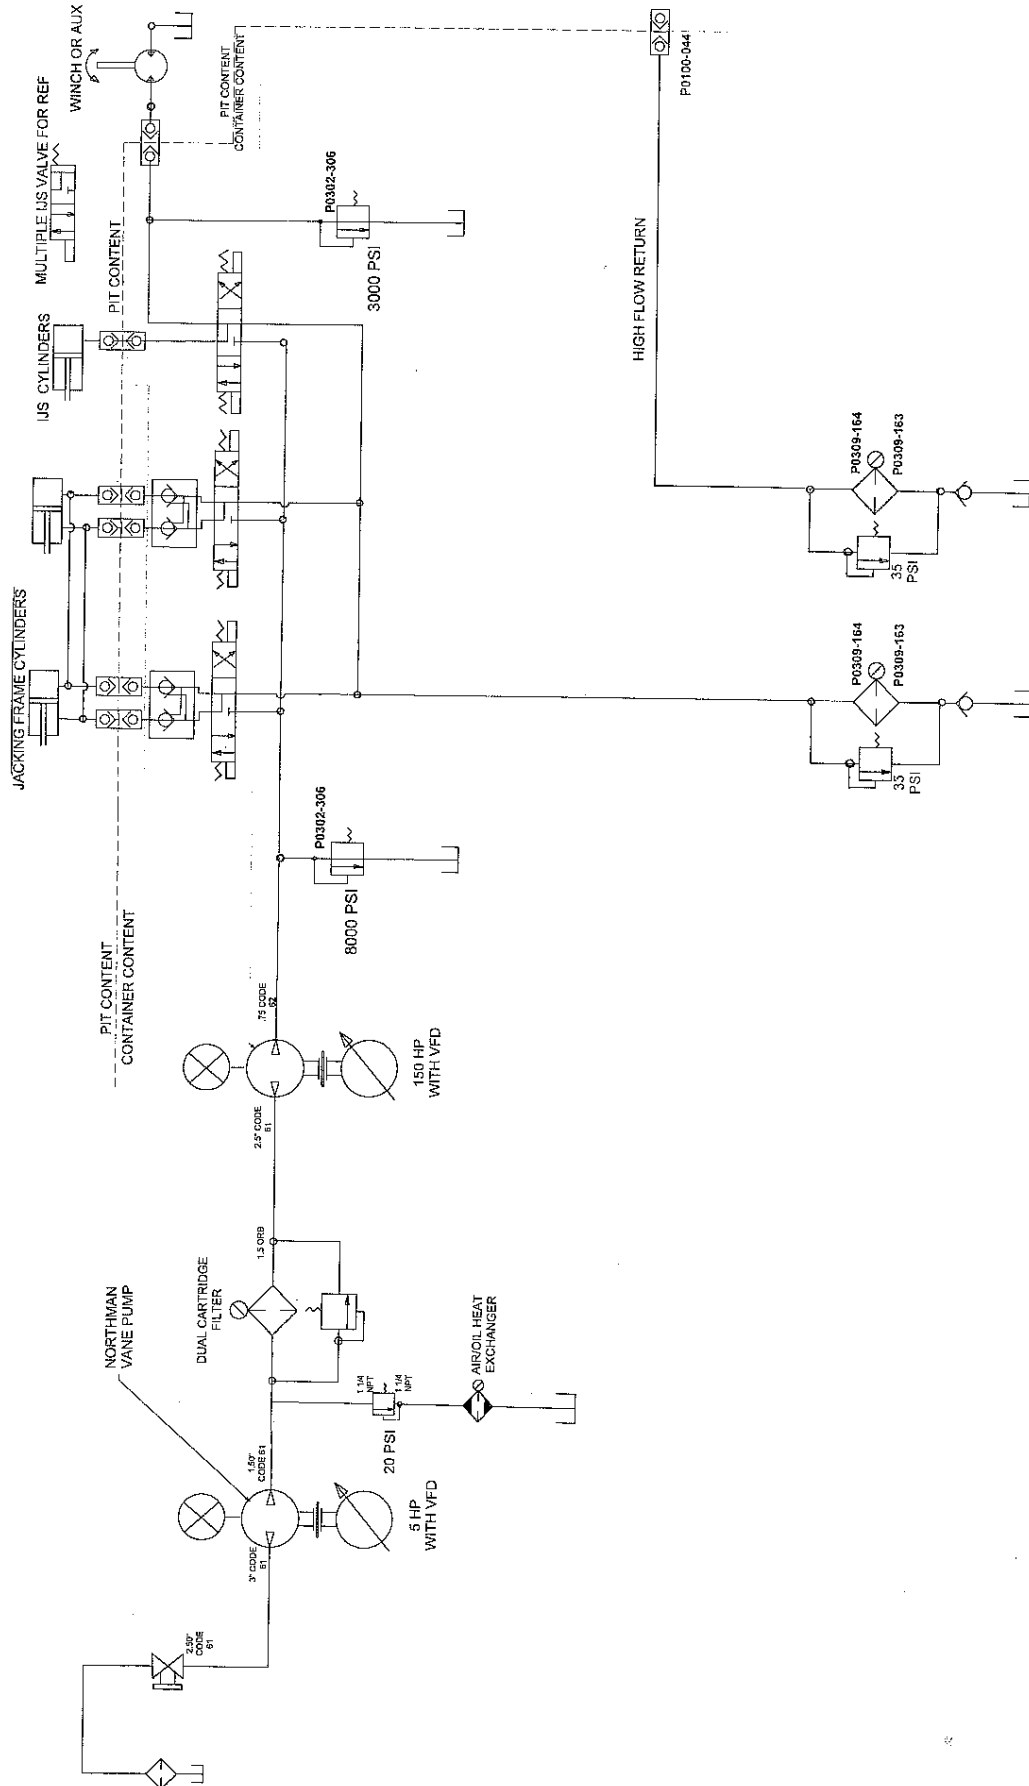 WINCH OR AUX
MULTIPLE IJS VALVE FOR REF
IJS CYLINDERS
PIT CONTENT
PIT CONTENT
CONTAINER CONTENT
P0100-044
P0302-306
3000 PSI
HIGH FLOW RETURN
JACKING FRAME CYLINDERS
P0309-164
P0309-163
35
PSI
P0309-164
P0309-163
35
PSI
PIT CONTENT
CONTAINER CONTENT
P0302-306
8000 PSI
.75 CODE
62
150 HP
WITH VFD
2.5" CODE
61
1.5 ORB
DUAL CARTRIDGE
FILTER
NORTHMAN
VANE PUMP
1 1/4
NPT
1 1/4
NPT
20 PSI
AIR/OIL HEAT
EXCHANGER
1.50"
CODE 61
5 HP
WITH VFD
3" CODE
61
2.50"
CODE
61